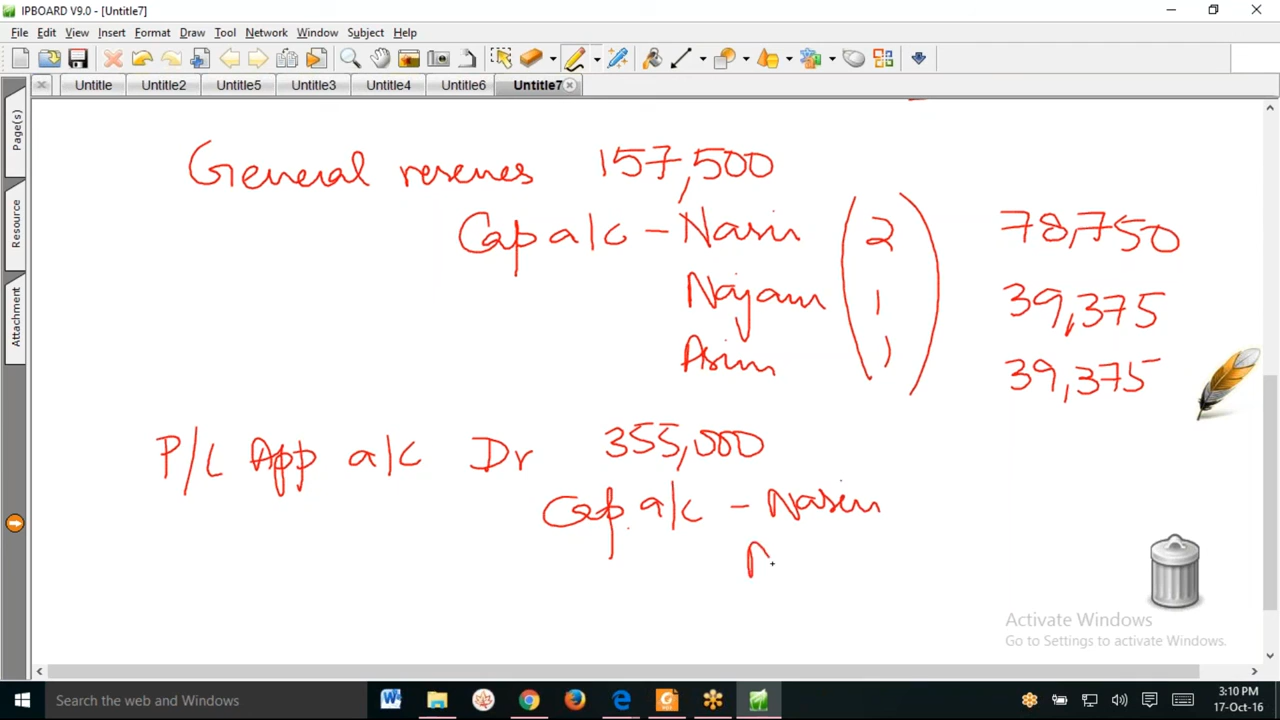 IPBOARD V9.0 - [Untitle7]
File Edit View Insert Format Draw Tool Network Window Subject Help
Untitle Untitle2 Untitle5 Untitle3 Untitle4 Untitle6 Untitle7
Page(s)
Resource
Attachment
General reserves 157,500
Cap a/c - Nasir 2 78,750
Najam 1 39,375
Asim 1 39,375
P/L App a/c Dr 355,000
Cap a/c - Nasir
N
Activate Windows
Go to Settings to activate Windows.
Search the web and Windows
3:10 PM
17-Oct-16